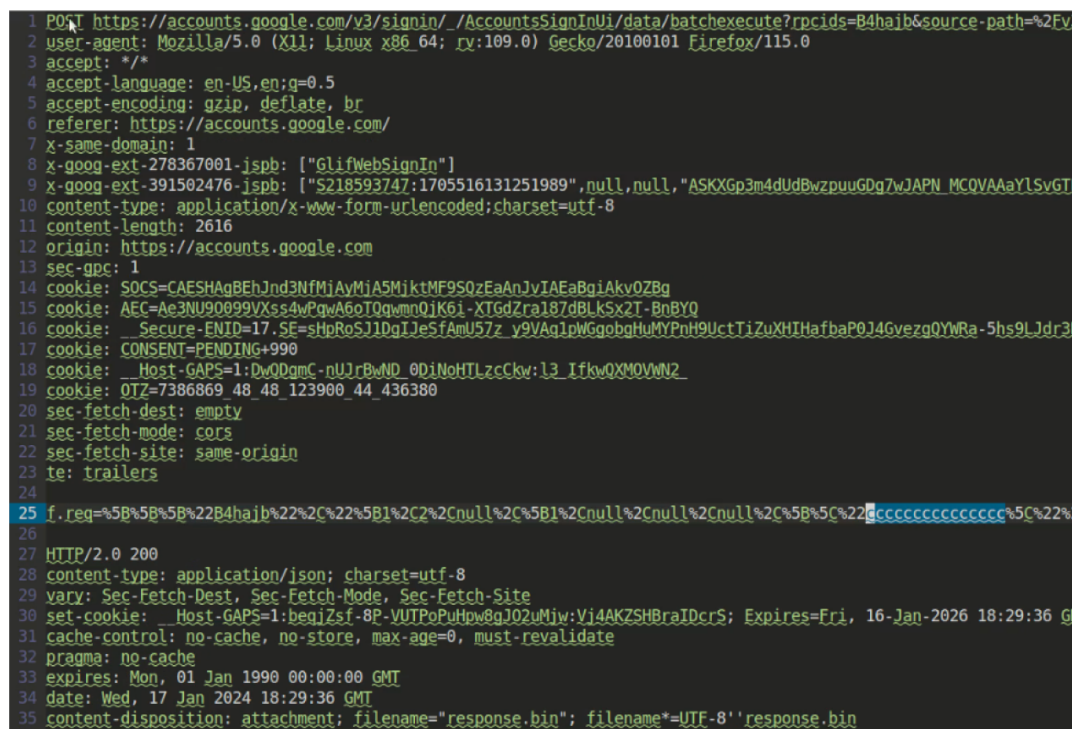 1 POST https://accounts.google.com/v3/signin/_/AccountsSignInUi/data/batchexecute?rpcids=B4hajb&source-path=%2Fv
2 user-agent: Mozilla/5.0 (X11; Linux x86_64; rv:109.0) Gecko/20100101 Firefox/115.0
3 accept: */*
4 accept-language: en-US,en;q=0.5
5 accept-encoding: gzip, deflate, br
6 referer: https://accounts.google.com/
7 x-same-domain: 1
8 x-goog-ext-278367001-jspb: ["GlifWebSignIn"]
9 x-goog-ext-391502476-jspb: ["S218593747:1705516131251989",null,null,"ASKXGp3m4dUdBwzpuuGDg7wJAPN_MCQVAAaYlSvGT
10 content-type: application/x-www-form-urlencoded;charset=utf-8
11 content-length: 2616
12 origin: https://accounts.google.com
13 sec-gpc: 1
14 cookie: SOCS=CAESHAgBEhJnd3NfMjAyMjA5MjktMF9SQzEaAnJvIAEaBgiAkvOZBg
15 cookie: AEC=Ae3NU9O099VXss4wPqwA6oTQqwmnQjK6i-XTGdZra187dBLkSx2T-BnBYQ
16 cookie: __Secure-ENID=17.SE=sHpRoSJ1DgIJeSfAmU57z_y9VAq1pWGgobgHuMYPnH9UctTiZuXHIHafbaP0J4GvezgQYWRa-5hs9LJdr3
17 cookie: CONSENT=PENDING+990
18 cookie: __Host-GAPS=1:DwQDgmC-nUJrBwND_0DiNoHTLzcCkw:l3_IfkwQXMOVWN2_
19 cookie: OTZ=7386869_48_48_123900_44_436380
20 sec-fetch-dest: empty
21 sec-fetch-mode: cors
22 sec-fetch-site: same-origin
23 te: trailers
24
25 f.req=%5B%5B%5B%22B4hajb%22%2C%22%5B1%2C2%2Cnull%2C%5B1%2Cnull%2Cnull%2Cnull%2C%5B%5C%22ccccccccccccccc%5C%22%
26
27 HTTP/2.0 200
28 content-type: application/json; charset=utf-8
29 vary: Sec-Fetch-Dest, Sec-Fetch-Mode, Sec-Fetch-Site
30 set-cookie: __Host-GAPS=1:beqjZsf-8P-VUTPoPuHpw8gJO2uMjw:Vj4AKZSHBraIDcrS; Expires=Fri, 16-Jan-2026 18:29:36 G
31 cache-control: no-cache, no-store, max-age=0, must-revalidate
32 pragma: no-cache
33 expires: Mon, 01 Jan 1990 00:00:00 GMT
34 date: Wed, 17 Jan 2024 18:29:36 GMT
35 content-disposition: attachment; filename="response.bin"; filename*=UTF-8''response.bin